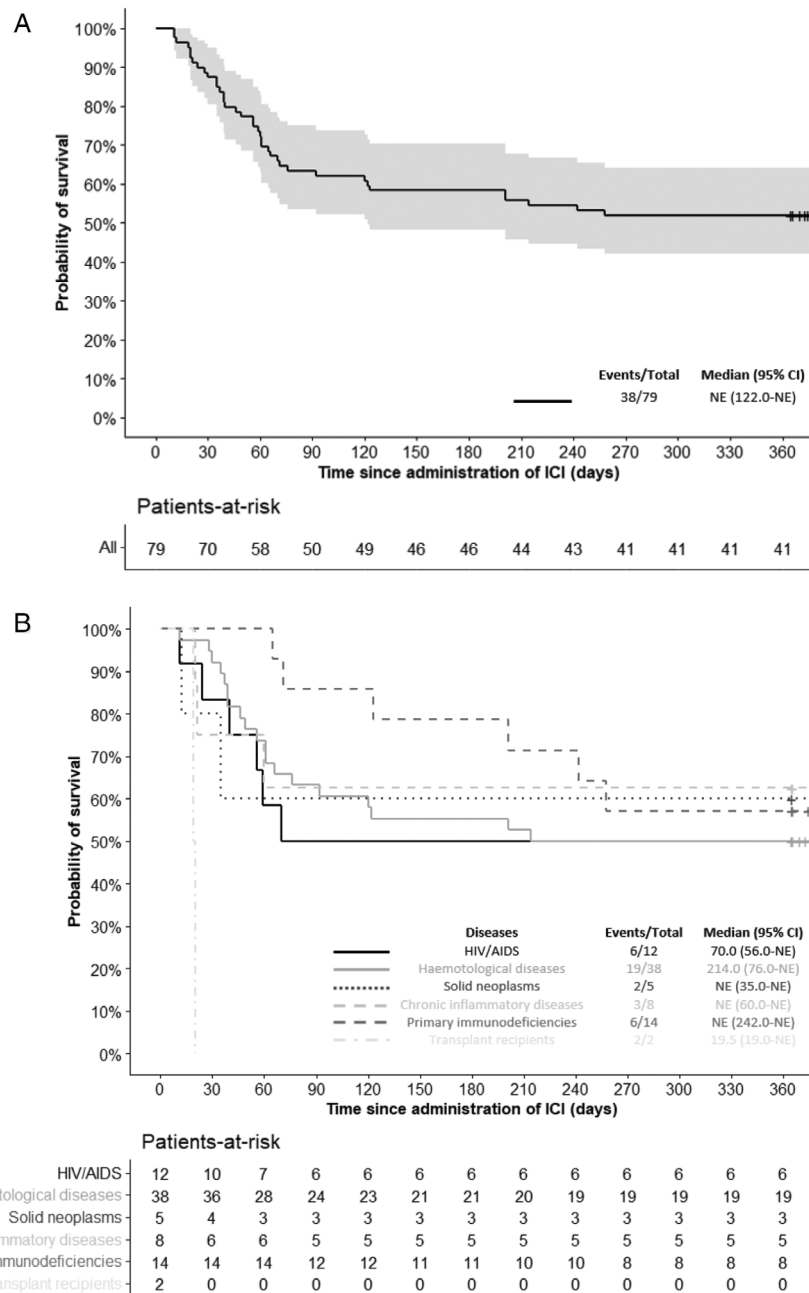 A
Probability of survival
100%
90%
80%
70%
60%
50%
40%
30%
20%
10%
0%
Events/Total Median (95% CI)
38/79 NE (122.0-NE)
0 30 60 90 120 150 180 210 240 270 300 330 360
Time since administration of ICI (days)
Patients-at-risk
All 79 70 58 50 49 46 46 44 43 41 41 41 41
B
Probability of survival
100%
90%
80%
70%
60%
50%
40%
30%
20%
10%
0%
Diseases Events/Total Median (95% CI)
HIV/AIDS 6/12 70.0 (56.0-NE)
Haemotological diseases 19/38 214.0 (76.0-NE)
Solid neoplasms 2/5 NE (35.0-NE)
Chronic inflammatory diseases 3/8 NE (60.0-NE)
Primary immunodeficiencies 6/14 NE (242.0-NE)
Transplant recipients 2/2 19.5 (19.0-NE)
0 30 60 90 120 150 180 210 240 270 300 330 360
Time since administration of ICI (days)
Patients-at-risk
HIV/AIDS 12 10 7 6 6 6 6 6 6 6 6 6 6
tological diseases 38 36 28 24 23 21 21 20 19 19 19 19 19
Solid neoplasms 5 4 3 3 3 3 3 3 3 3 3 3 3
mmatory diseases 8 6 6 5 5 5 5 5 5 5 5 5 5
munodeficiencies 14 14 14 12 12 11 11 10 10 8 8 8 8
ansplant recipients 2 0 0 0 0 0 0 0 0 0 0 0 0